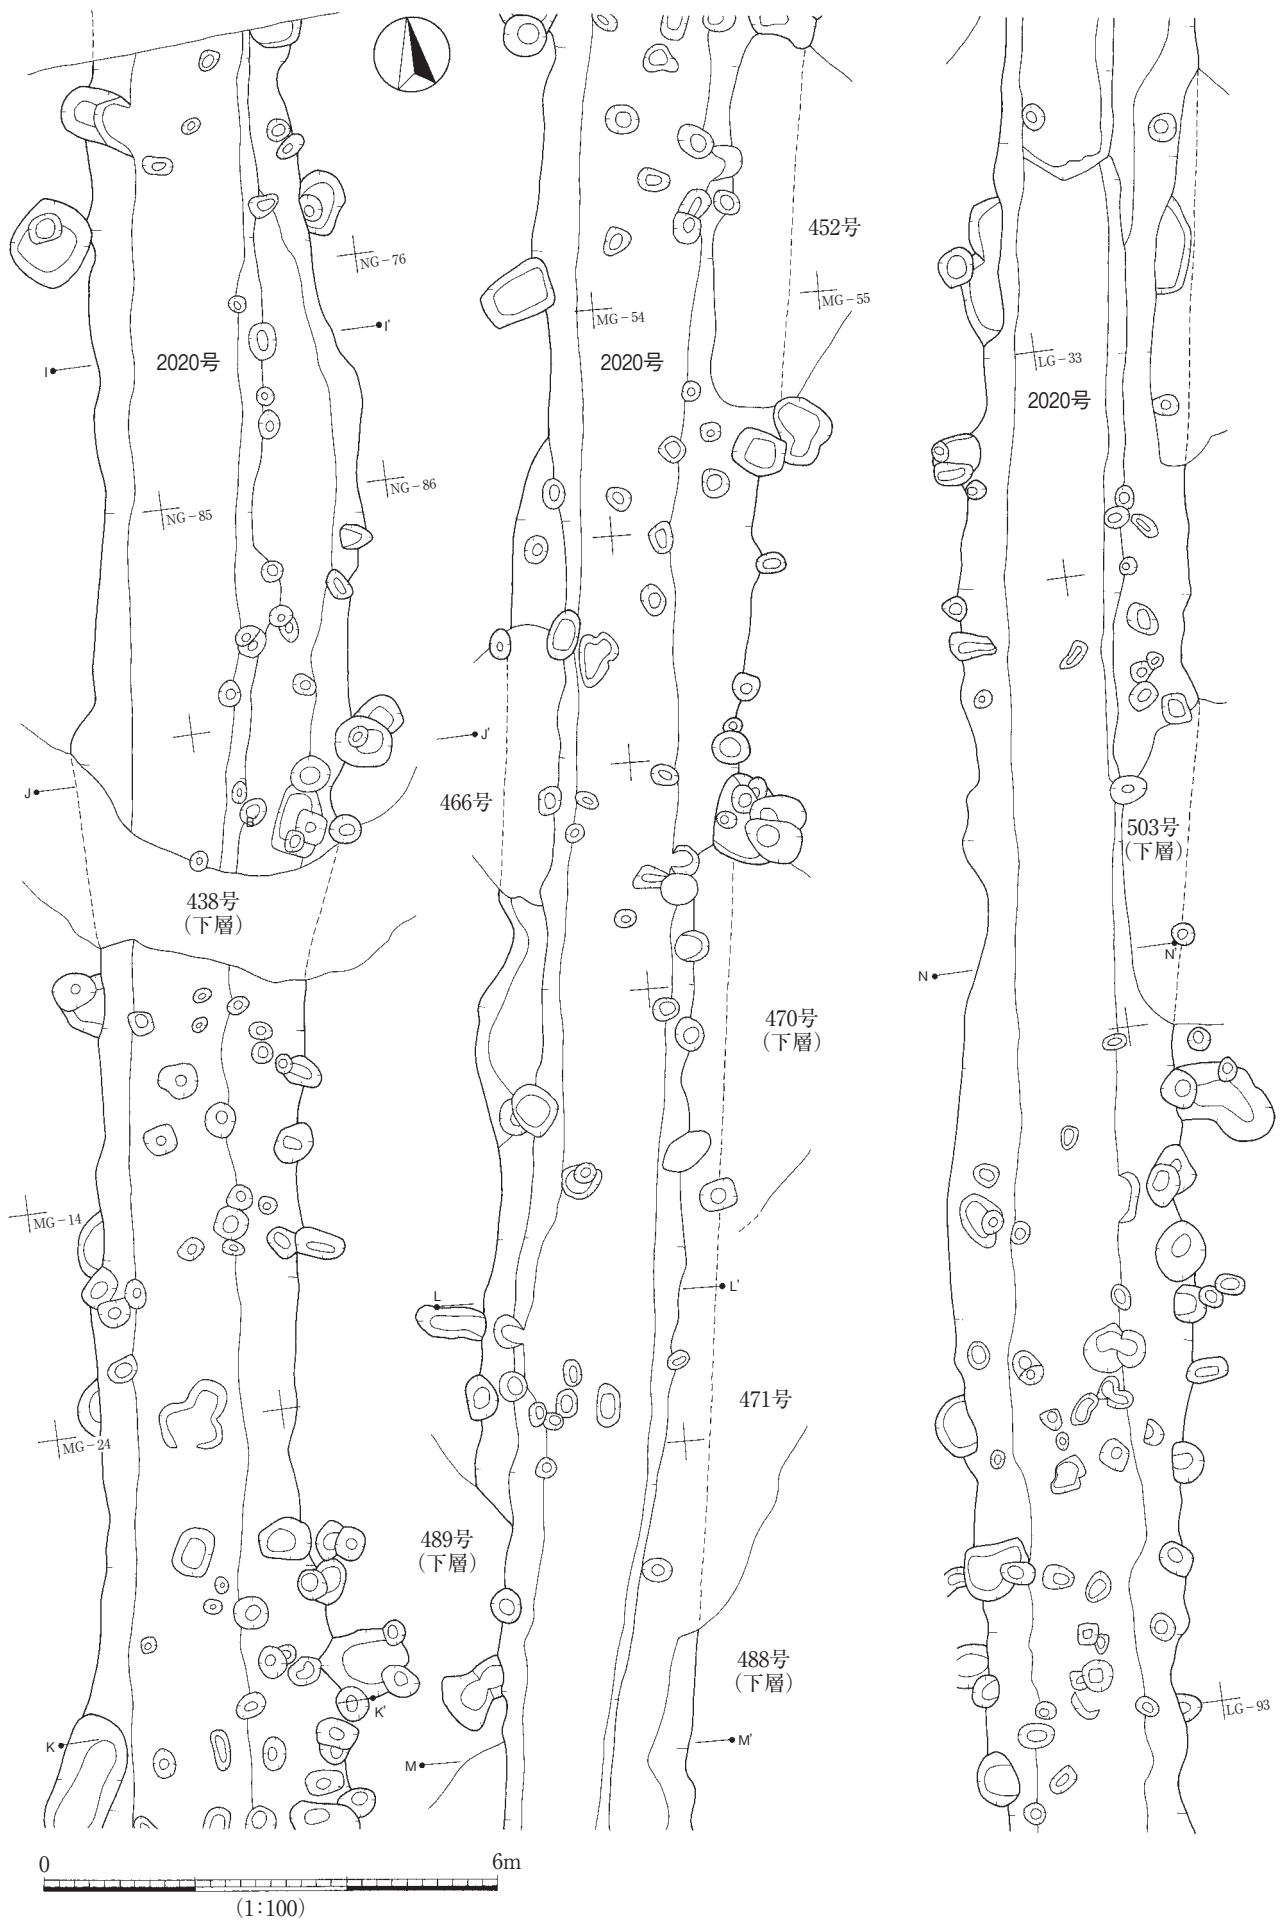 NG-76
I'
I
2020号
NG-86
NG-85
J'
J
B
438号
(下層)
MG-14
MG-24
K'
K
452号
MG-55
MG-54
2020号
466号
470号
(下層)
L
L'
471号
489号
(下層)
488号
(下層)
M'
M
LG-33
2020号
503号
(下層)
N'
N
LG-93
0
6m
(1:100)